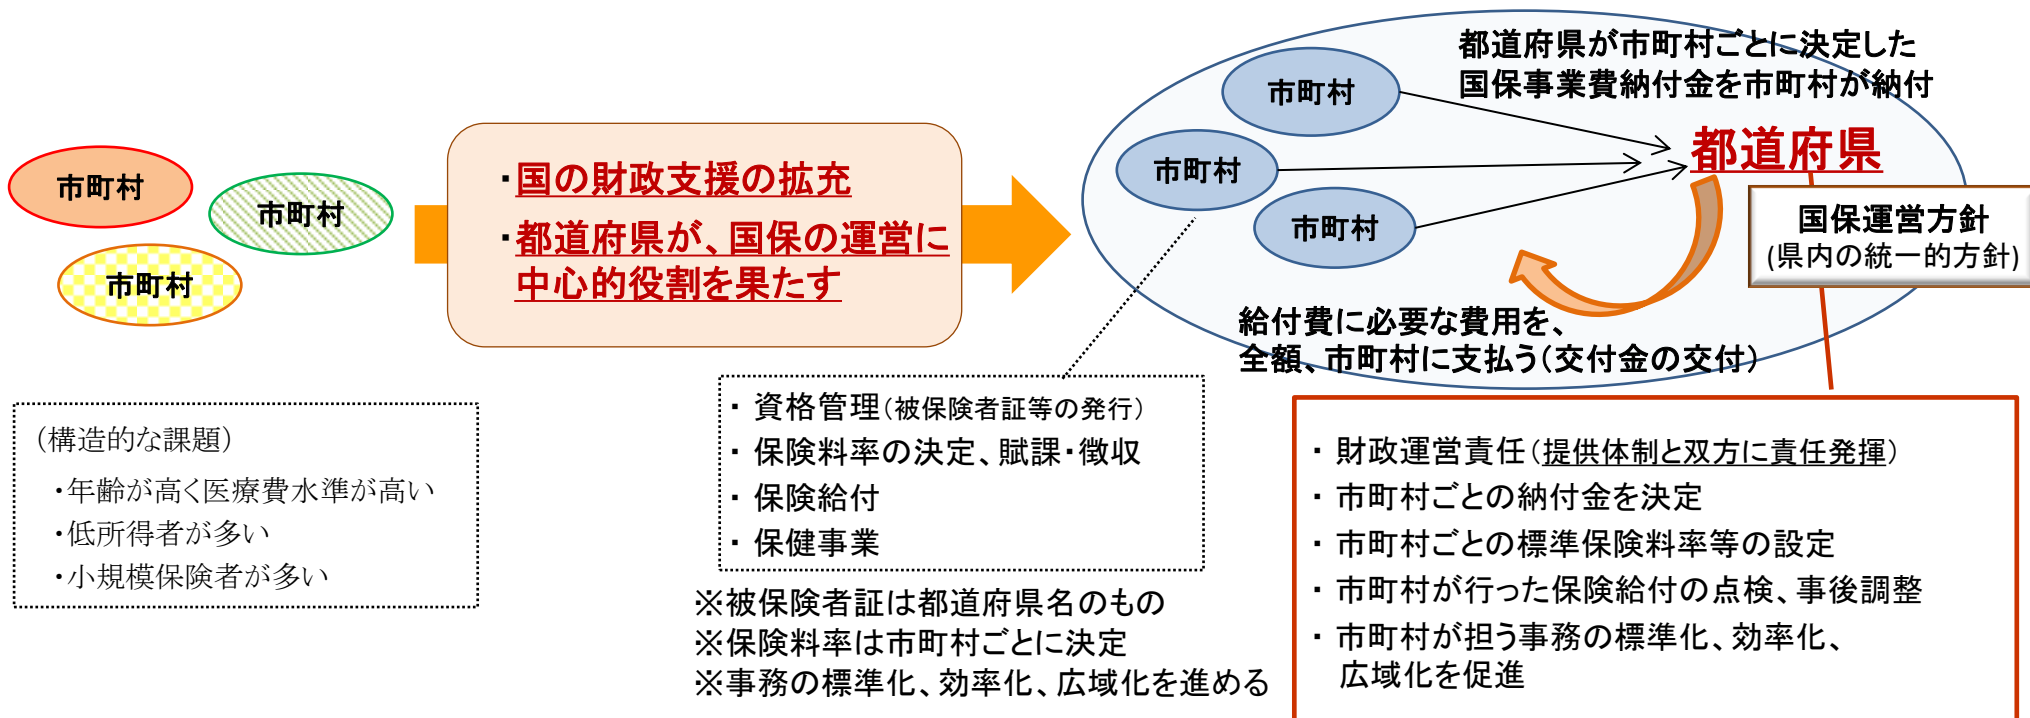 市町村
市町村
市町村
（構造的な課題）
・年齢が高く医療費水準が高い
・低所得者が多い
・小規模保険者が多い
・国の財政支援の拡充
・都道府県が、国保の運営に
中心的役割を果たす
都道府県が市町村ごとに決定した
国保事業費納付金を市町村が納付
市町村
市町村
市町村
都道府県
国保運営方針
(県内の統一的方針)
給付費に必要な費用を、
全額、市町村に支払う（交付金の交付）
・ 資格管理（被保険者証等の発行）
・ 保険料率の決定、賦課・徴収
・ 保険給付
・ 保健事業
※被保険者証は都道府県名のもの
※保険料率は市町村ごとに決定
※事務の標準化、効率化、広域化を進める
・ 財政運営責任（提供体制と双方に責任発揮）
・ 市町村ごとの納付金を決定
・ 市町村ごとの標準保険料率等の設定
・ 市町村が行った保険給付の点検、事後調整
・ 市町村が担う事務の標準化、効率化、
広域化を促進